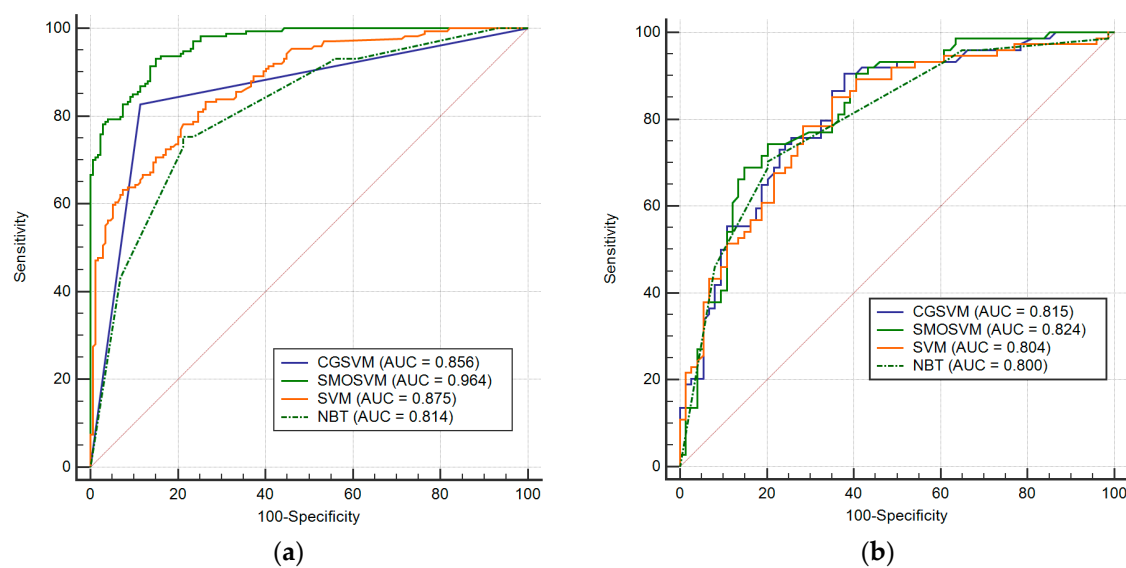 100
80
60
40
20
0
Sensitivity
CGSVM (AUC = 0.856)
SMOSVM (AUC = 0.964)
SVM (AUC = 0.875)
NBT (AUC = 0.814)
0 20 40 60 80 100
100-Specificity
(a)
100
80
60
40
20
0
Sensitivity
CGSVM (AUC = 0.815)
SMOSVM (AUC = 0.824)
SVM (AUC = 0.804)
NBT (AUC = 0.800)
0 20 40 60 80 100
100-Specificity
(b)